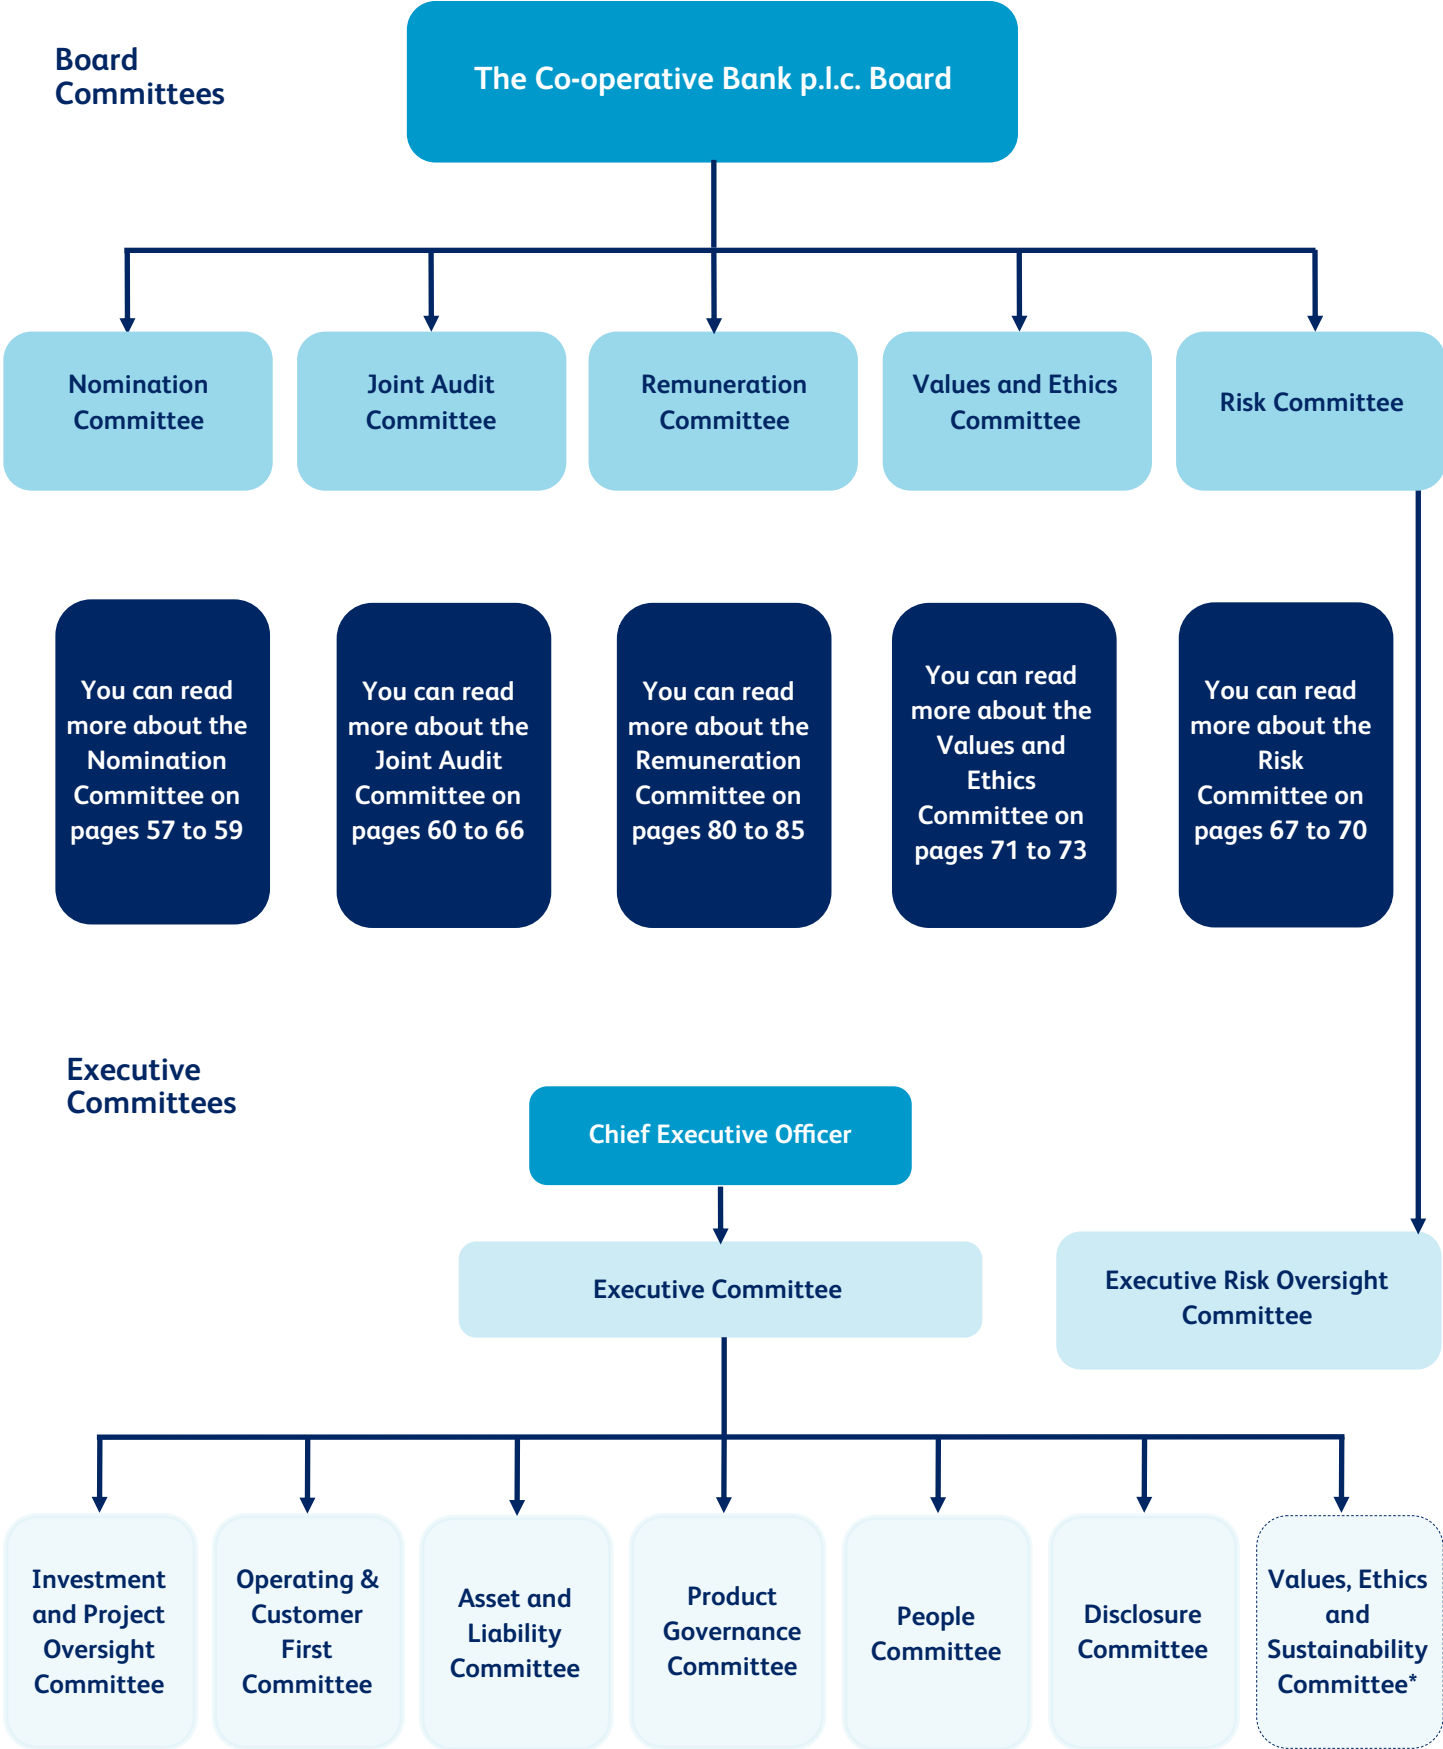 Board
Committees
The Co-operative Bank p.l.c. Board
Nomination
Committee
Joint Audit
Committee
Remuneration
Committee
Values and Ethics
Committee
Risk Committee
You can read
more about the
Nomination
Committee on
pages 57 to 59
You can read
more about the
Joint Audit
Committee on
pages 60 to 66
You can read
more about the
Remuneration
Committee on
pages 80 to 85
You can read
more about the
Values and
Ethics
Committee on
pages 71 to 73
You can read
more about the
Risk
Committee on
pages 67 to 70
Executive
Committees
Chief Executive Officer
Executive Committee
Executive Risk Oversight
Committee
Investment
and Project
Oversight
Committee
Operating &
Customer
First
Committee
Asset and
Liability
Committee
Product
Governance
Committee
People
Committee
Disclosure
Committee
Values, Ethics
and
Sustainability
Committee*